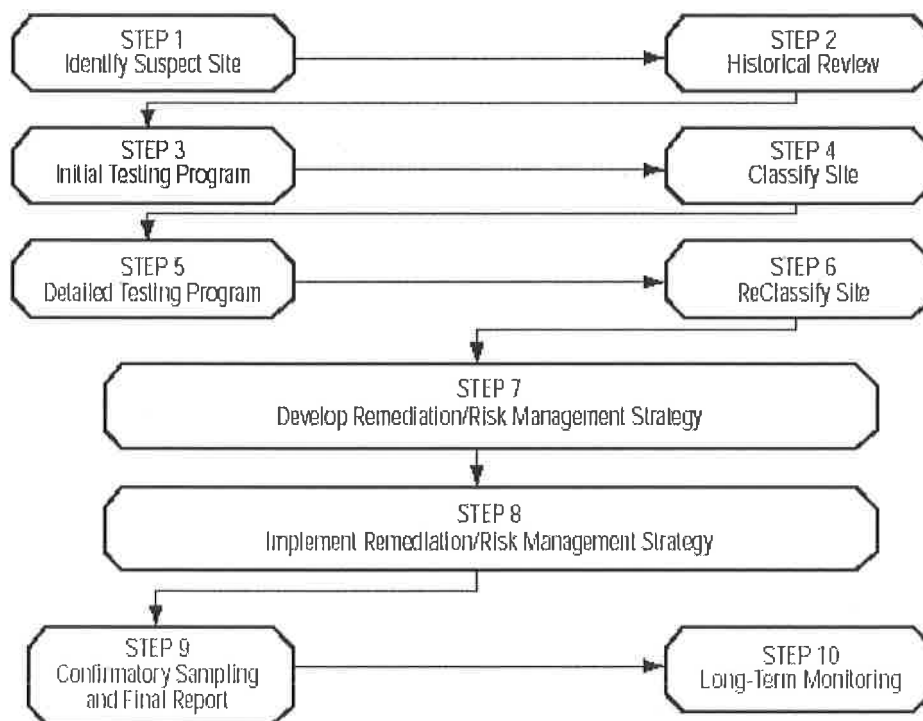 STEP 1
Identify Suspect Site
STEP 2
Historical Review
STEP 3
Initial Testing Program
STEP 4
Classify Site
STEP 5
Detailed Testing Program
STEP 6
ReClassify Site
STEP 7
Develop Remediation/Risk Management Strategy
STEP 8
Implement Remediation/Risk Management Strategy
STEP 9
Confirmatory Sampling
and Final Report
STEP 10
Long-Term Monitoring